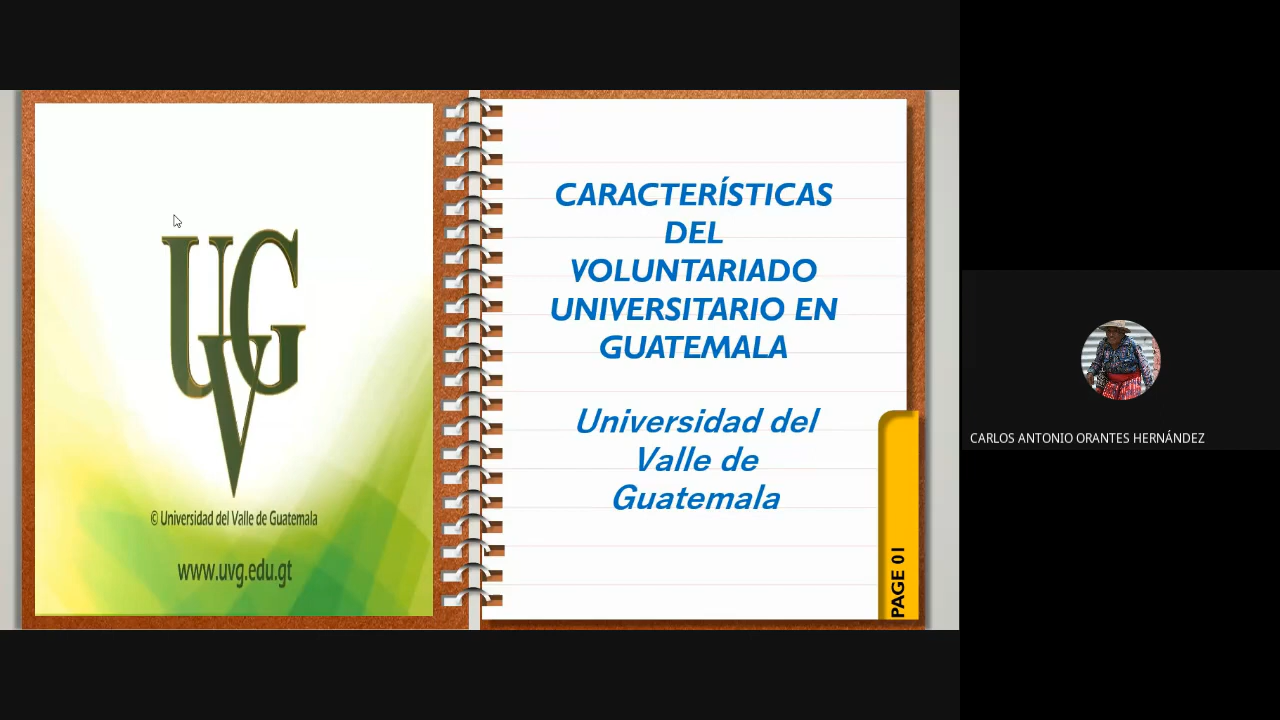 UVG
© Universidad del Valle de Guatemala
www.uvg.edu.gt
CARACTERÍSTICAS
DEL
VOLUNTARIADO
UNIVERSITARIO EN
GUATEMALA
Universidad del
Valle de
Guatemala
PAGE 01
CARLOS ANTONIO ORANTES HERNÁNDEZ